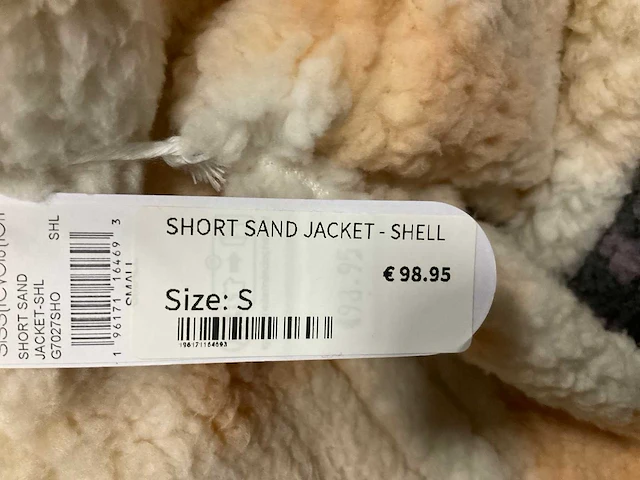 SHORT SAND JACKET - SHELL
€ 98.95
Size: S
196171164693
SHORT SAND SHL
JACKET-SHL
G7027SHO
1 96171 16469 3
SMALL